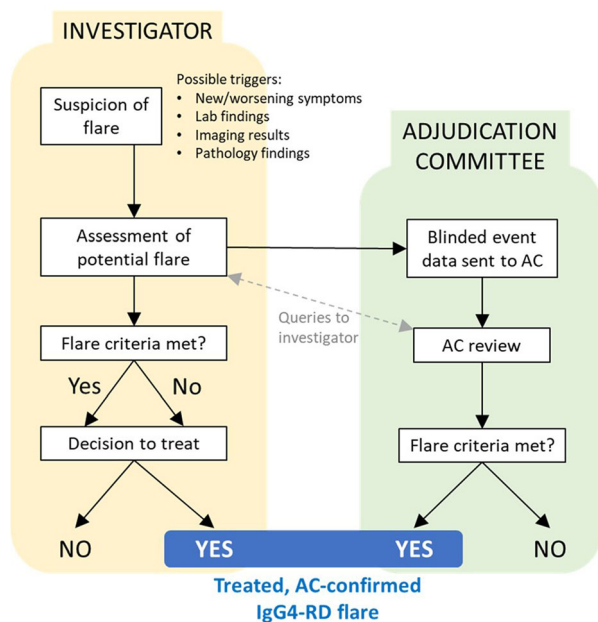 INVESTIGATOR
Suspicion of
flare
Possible triggers:
• New/worsening symptoms
• Lab findings
• Imaging results
• Pathology findings
ADJUDICATION
COMMITTEE
Assessment of
potential flare
Blinded event
data sent to AC
Queries to
investigator
Flare criteria met?
AC review
Yes
No
Decision to treat
Flare criteria met?
NO
YES
YES
NO
Treated, AC-confirmed
IgG4-RD flare